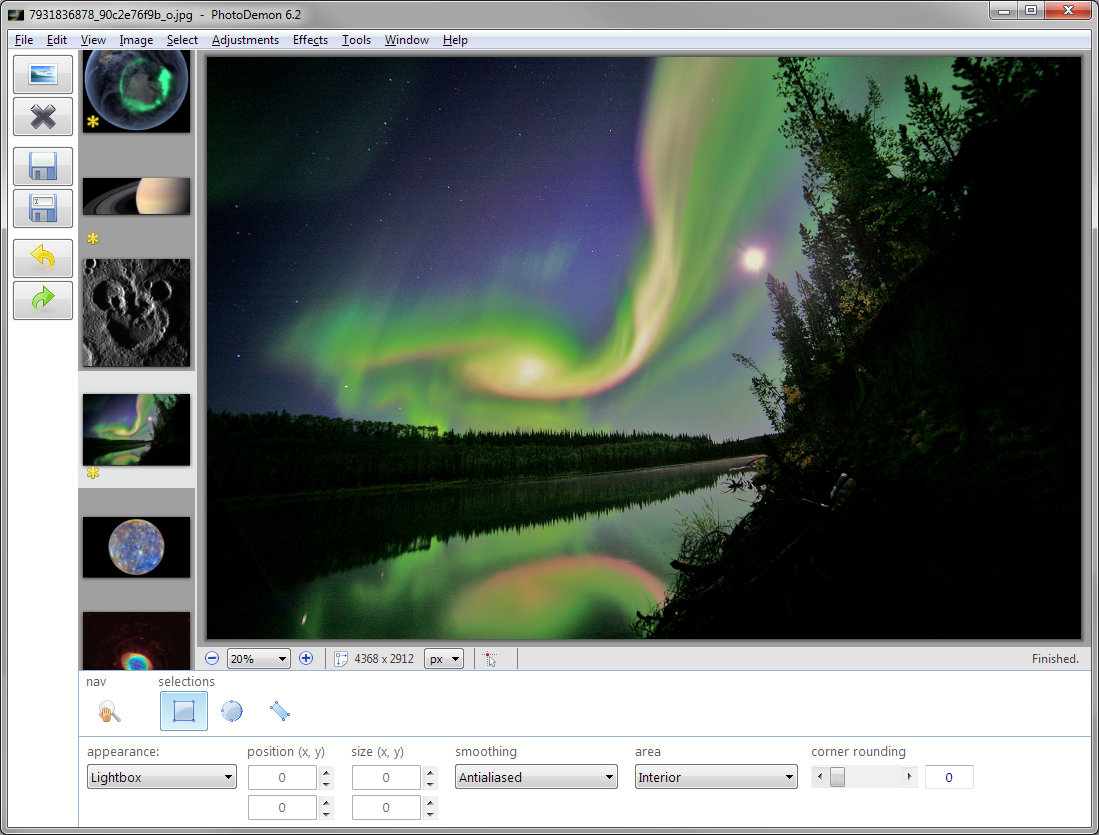 7931836878_90c2e76f9b_o.jpg - PhotoDemon 6.2
File Edit View Image Select Adjustments Effects Tools Window Help
20% 4368 x 2912 px Finished.
nav selections
appearance: position (x, y) size (x, y) smoothing area corner rounding
Lightbox 0 0 Antialiased Interior 0
0 0